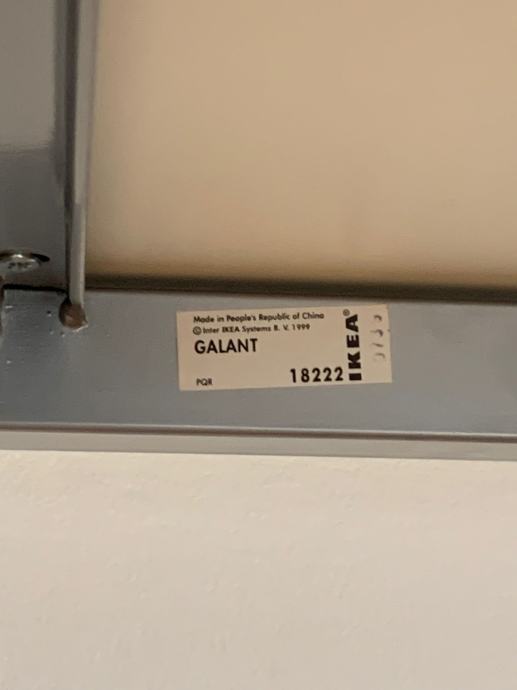 Made in People's Republic of China
© Inter IKEA Systems B. V. 1999
GALANT
PQR
18222
IKEA®